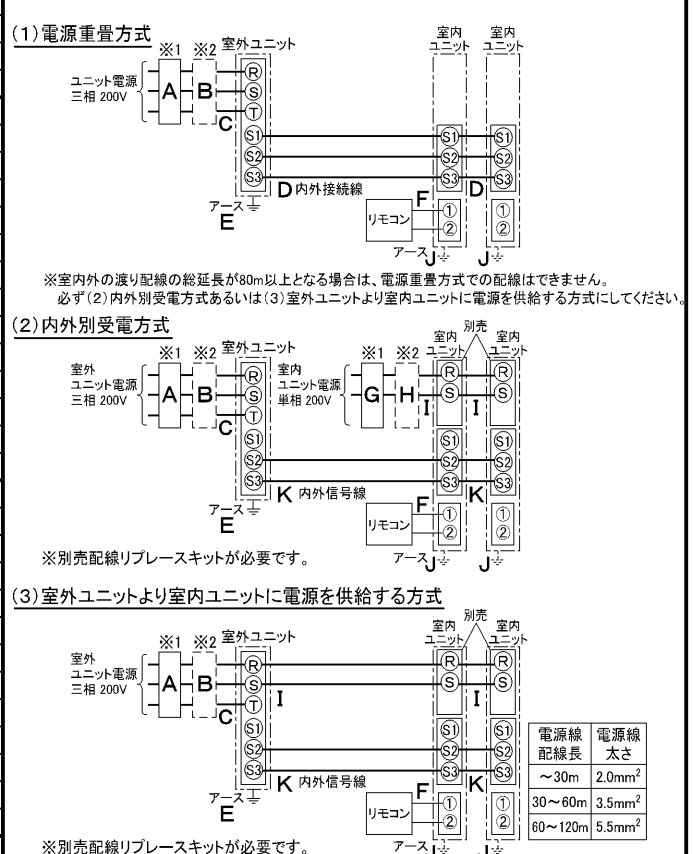 (1)電源重畳方式
※1 ※2 室外ユニット
室内ユニット 室内ユニット
ユニット電源
三相 200V
A B C
R
S
T
S1
S2
S3
S1 S1
S2 S2
S3 S3
D 内外接続線
D
アース
E
リモコン
F
① ①
② ②
アース J J
※室内外の渡り配線の総延長が80m以上となる場合は、電源重畳方式での配線はできません。
必ず(2)内外別受電方式あるいは(3)室外ユニットより室内ユニットに電源を供給する方式にしてください。
(2)内外別受電方式
別売
※1 ※2 室外ユニット
※1 ※2
室内ユニット 室内ユニット
室外
ユニット電源
三相 200V
A B C
R
S
T
S1
S2
S3
室内
ユニット電源
単相 200V
G H I I
R R
S S
S1 S1
S2 S2
S3 S3
K 内外信号線
K
アース
E
リモコン
F
① ①
② ②
アース J J
※別売配線リプレースキットが必要です。
(3)室外ユニットより室内ユニットに電源を供給する方式
別売
※1 ※2 室外ユニット
室内ユニット 室内ユニット
室外
ユニット電源
三相 200V
A B C
R
S
T
S1
S2
S3
I I
R R
S S
S1 S1
S2 S2
S3 S3
K 内外信号線
K
アース
E
リモコン
F
① ①
② ②
アース J J
電源線配線長 電源線太さ
~30m 2.0mm²
30~60m 3.5mm²
60~120m 5.5mm²
※別売配線リプレースキットが必要です。